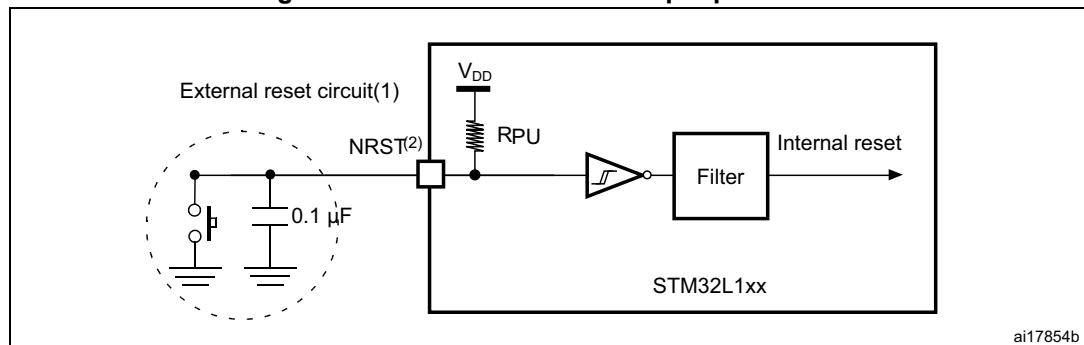 V_DD
External reset circuit(1)
NRST(2)
RPU
Internal reset
Filter
0.1 µF
STM32L1xx
ai17854b